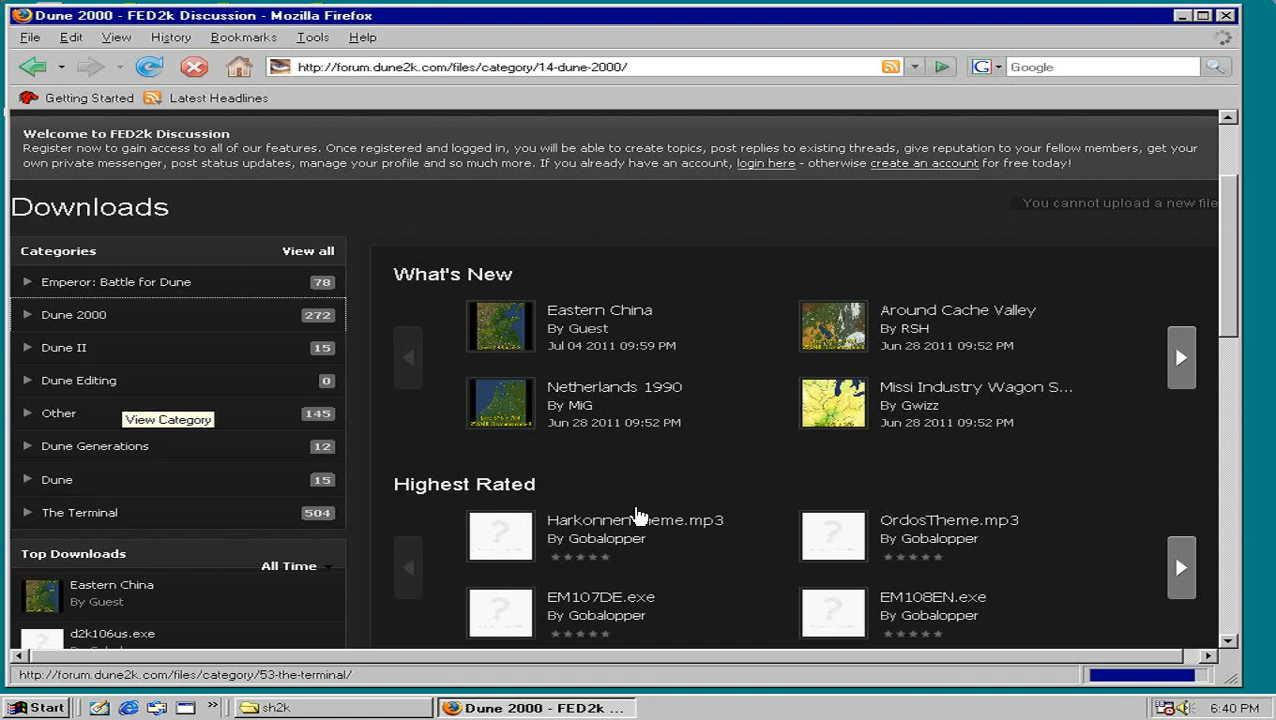 Dune 2000 - FED2k Discussion - Mozilla Firefox
File Edit View History Bookmarks Tools Help
http://forum.dune2k.com/files/category/14-dune-2000/
G
Google
Getting Started Latest Headlines
Welcome to FED2k Discussion
Register now to gain access to all of our features. Once registered and logged in, you will be able to create topics, post replies to existing threads, give reputation to your fellow members, get your
own private messenger, post status updates, manage your profile and so much more. If you already have an account, login here - otherwise create an account for free today!
Downloads
You cannot upload a new file
Categories View all
Emperor: Battle for Dune 78
Dune 2000 272
Dune II 15
Dune Editing 0
Other 145
View Category
Dune Generations 12
Dune 15
The Terminal 504
Top Downloads
All Time
Eastern China
By Guest
d2k106us.exe
What's New
Eastern China
By Guest
Jul 04 2011 09:59 PM
Around Cache Valley
By RSH
Jun 28 2011 09:52 PM
Netherlands 1990
By MiG
Jun 28 2011 09:52 PM
Missi Industry Wagon S...
By Gwizz
Jun 28 2011 09:52 PM
Highest Rated
HarkonnenTheme.mp3
By Gobalopper
OrdosTheme.mp3
By Gobalopper
EM107DE.exe
By Gobalopper
EM108EN.exe
By Gobalopper
http://forum.dune2k.com/files/category/53-the-terminal/
Start
sh2k
Dune 2000 - FED2k ...
6:40 PM